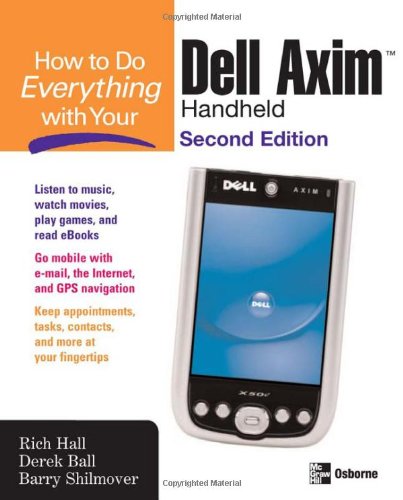 Copyrighted Material
How to Do
Everything
with Your
Dell Axim™
Handheld
Second Edition
Listen to music,
watch movies,
play games, and
read eBooks
Go mobile with
e-mail, the Internet,
and GPS navigation
Keep appointments,
tasks, contacts,
and more at
your fingertips
DELL
AXIM
DELL
X50v
Rich Hall
Derek Ball
Barry Shilmover
Mc
Graw
Hill
Osborne
Copyrighted Material